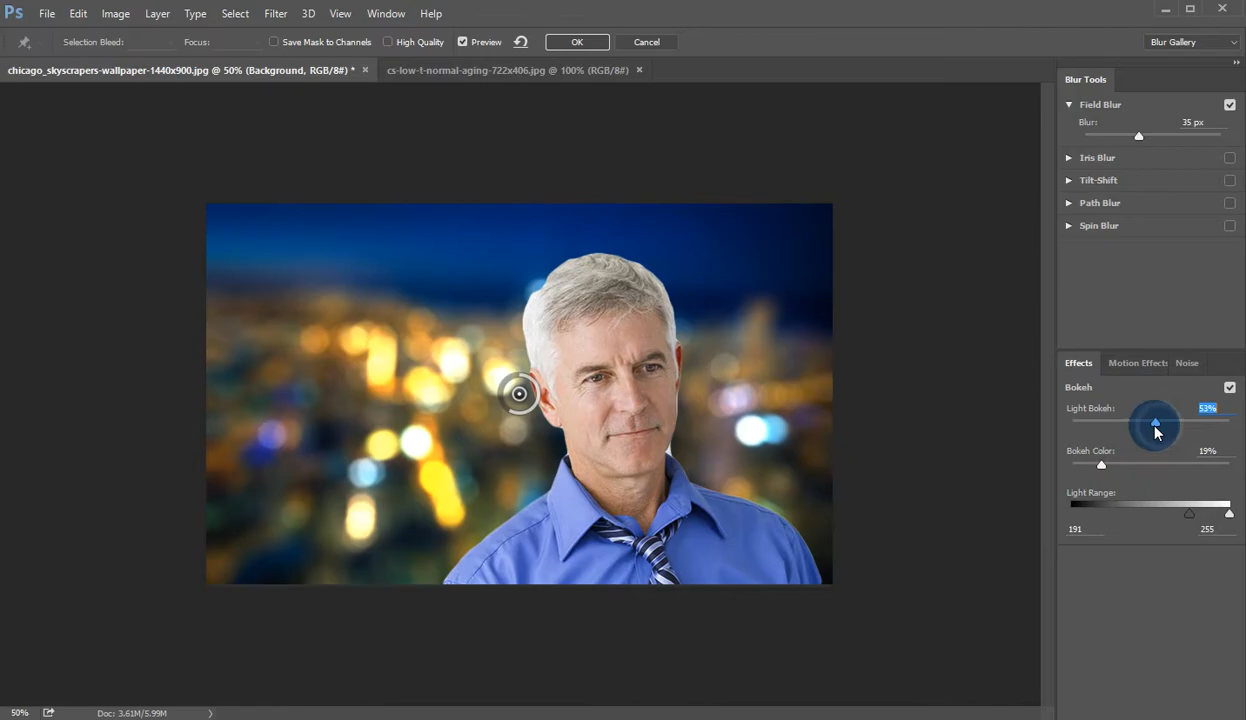 Ps File Edit Image Layer Type Select Filter 3D View Window Help
Selection Bleed: Focus: Save Mask to Channels High Quality Preview OK Cancel Blur Gallery
chicago_skyscrapers-wallpaper-1440x900.jpg @ 50% (Background, RGB/8#) * × cs-low-t-normal-aging-722x406.jpg @ 100% (RGB/8#) ×
Blur Tools
Field Blur
Blur: 35 px
Iris Blur
Tilt-Shift
Path Blur
Spin Blur
Effects Motion Effects Noise
Bokeh
Light Bokeh: 53%
Bokeh Color: 19%
Light Range:
191 255
50% Doc: 3.61M/5.99M